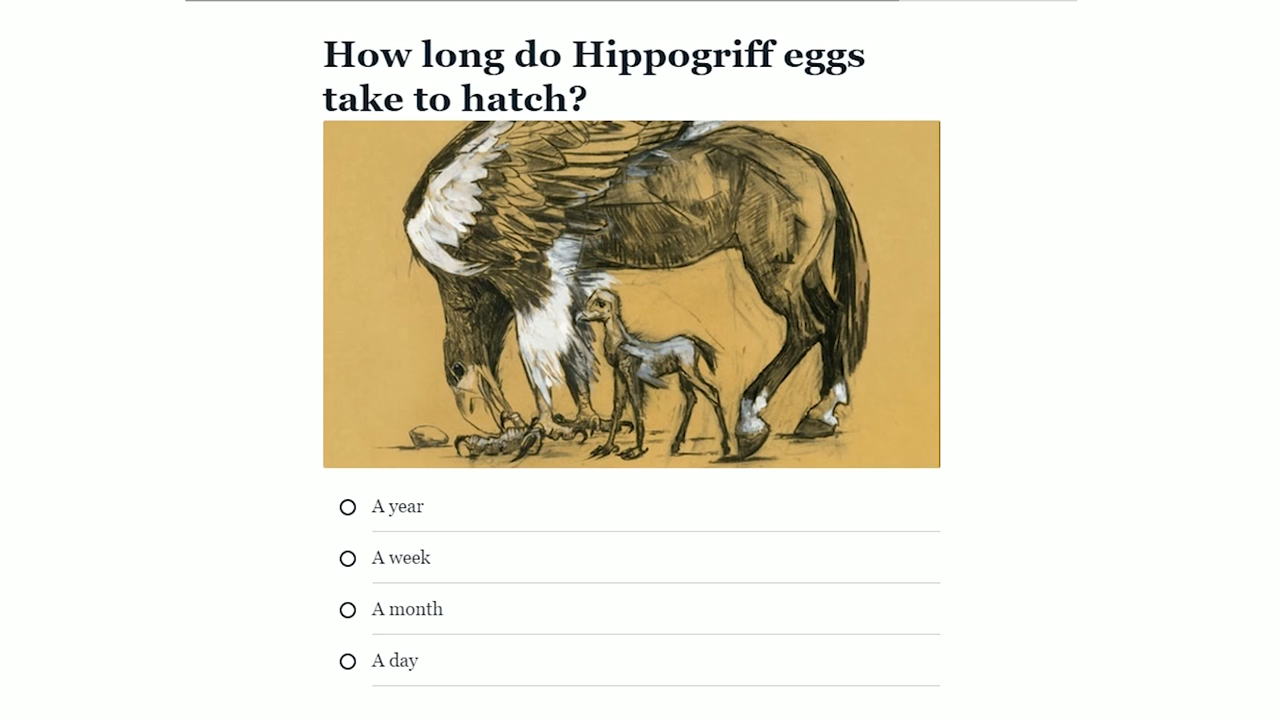 How long do Hippogriff eggs
take to hatch?
A year
A week
A month
A day